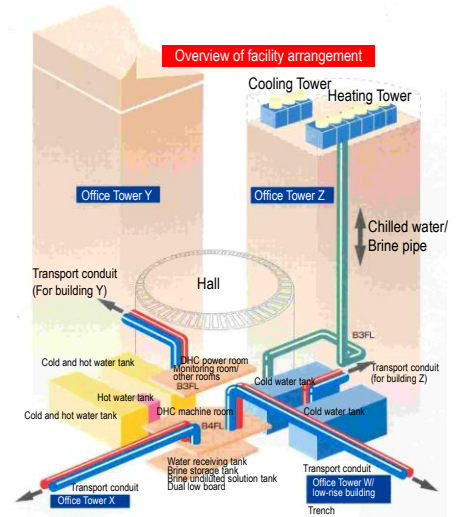 Overview of facility arrangement
Cooling Tower
Heating Tower
Office Tower Y
Office Tower Z
Chilled water/
Brine pipe
Transport conduit
(For building Y)
Hall
B3FL
DHC power room
Monitoring room/
other rooms
B3FL
Cold and hot water tank
Cold water tank
Transport conduit
(for building Z)
Hot water tank
Cold and hot water tank
DHC machine room
B4FL
Cold water tank
Water receiving tank
Brine storage tank
Brine undiluted solution tank
Dual low board
Transport conduit
Office Tower X
Transport conduit
Office Tower W/
low-rise building
Trench